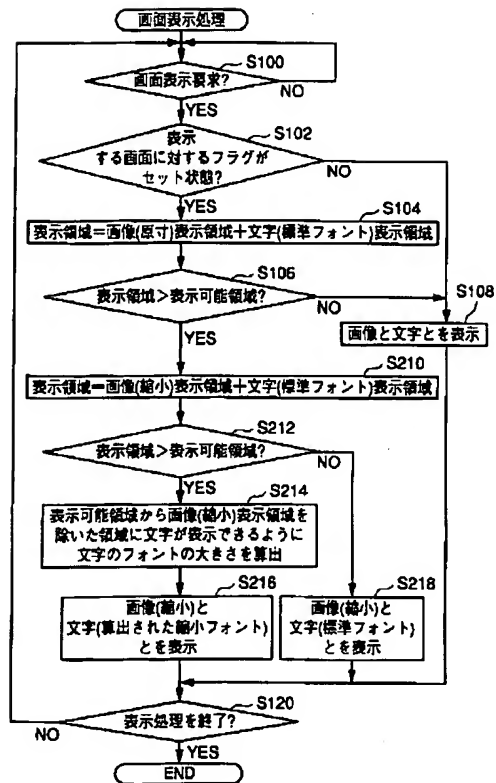 画面表示処理
S100
画面表示要求?
NO
YES
S102
表示
する画面に対するフラグが
セット状態?
NO
YES
S104
表示領域=画像(原寸)表示領域+文字(標準フォント)表示領域
S106
表示領域>表示可能領域?
NO
S108
画像と文字とを表示
YES
S210
表示領域=画像(縮小)表示領域+文字(標準フォント)表示領域
S212
表示領域>表示可能領域?
NO
YES
S214
表示可能領域から画像(縮小)表示領域を
除いた領域に文字が表示できるように
文字のフォントの大きさを算出
S216
画像(縮小)と
文字(算出された縮小フォント)
とを表示
S218
画像(縮小)と
文字(標準フォント)
とを表示
S120
表示処理を終了?
NO
YES
END